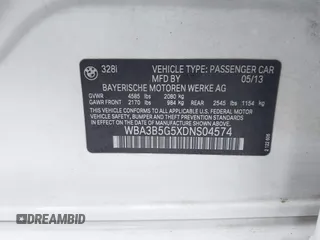 328i VEHICLE TYPE: PASSENGER CAR
MFD BY 05/13
BAYERISCHE MOTOREN WERKE AG
GVWR 4585 lbs 2080 kg
GAWR FRONT 2170 lbs 984 kg REAR 2545 lbs 1154 kg
THIS VEHICLE CONFORMS TO ALL APPLICABLE FEDERAL MOTOR
VEHICLE SAFETY, BUMPER, AND THEFT PREVENTION STANDARDS
IN EFFECT ON THE DATE OF MANUFACTURE SHOWN ABOVE.
WBA3B5G5XDNS04574
DREAMBID